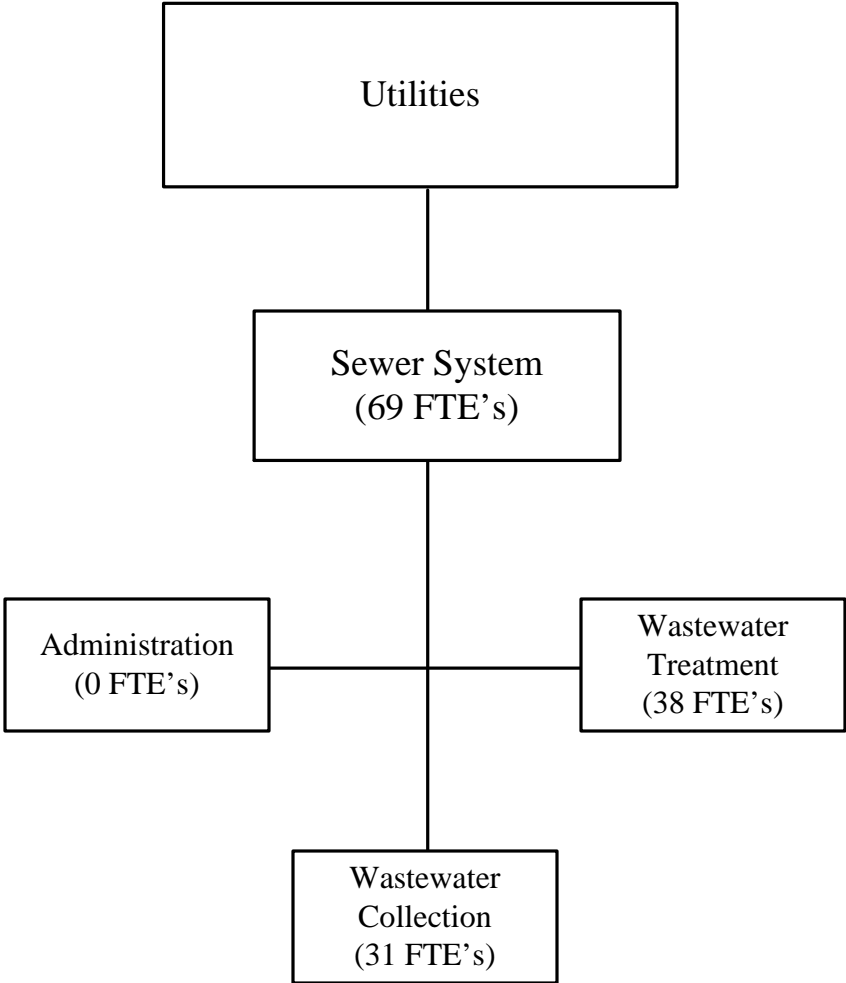 Utilities
Sewer System
(69 FTE’s)
Administration
(0 FTE’s)
Wastewater
Treatment
(38 FTE’s)
Wastewater
Collection
(31 FTE’s)